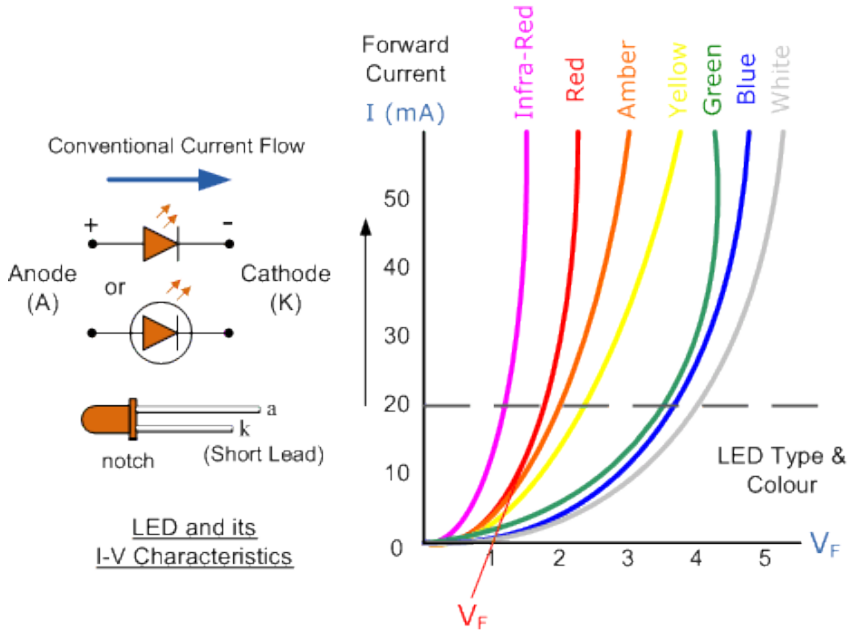 Conventional Current Flow
+
-
Anode
(A)
or
Cathode
(K)
a
k
notch
(Short Lead)
LED and its
I-V Characteristics
Forward
Current
I (mA)
Infra-Red
Red
Amber
Yellow
Green
Blue
White
50
40
30
20
10
0
1
2
3
4
5
LED Type &
Colour
VF
VF